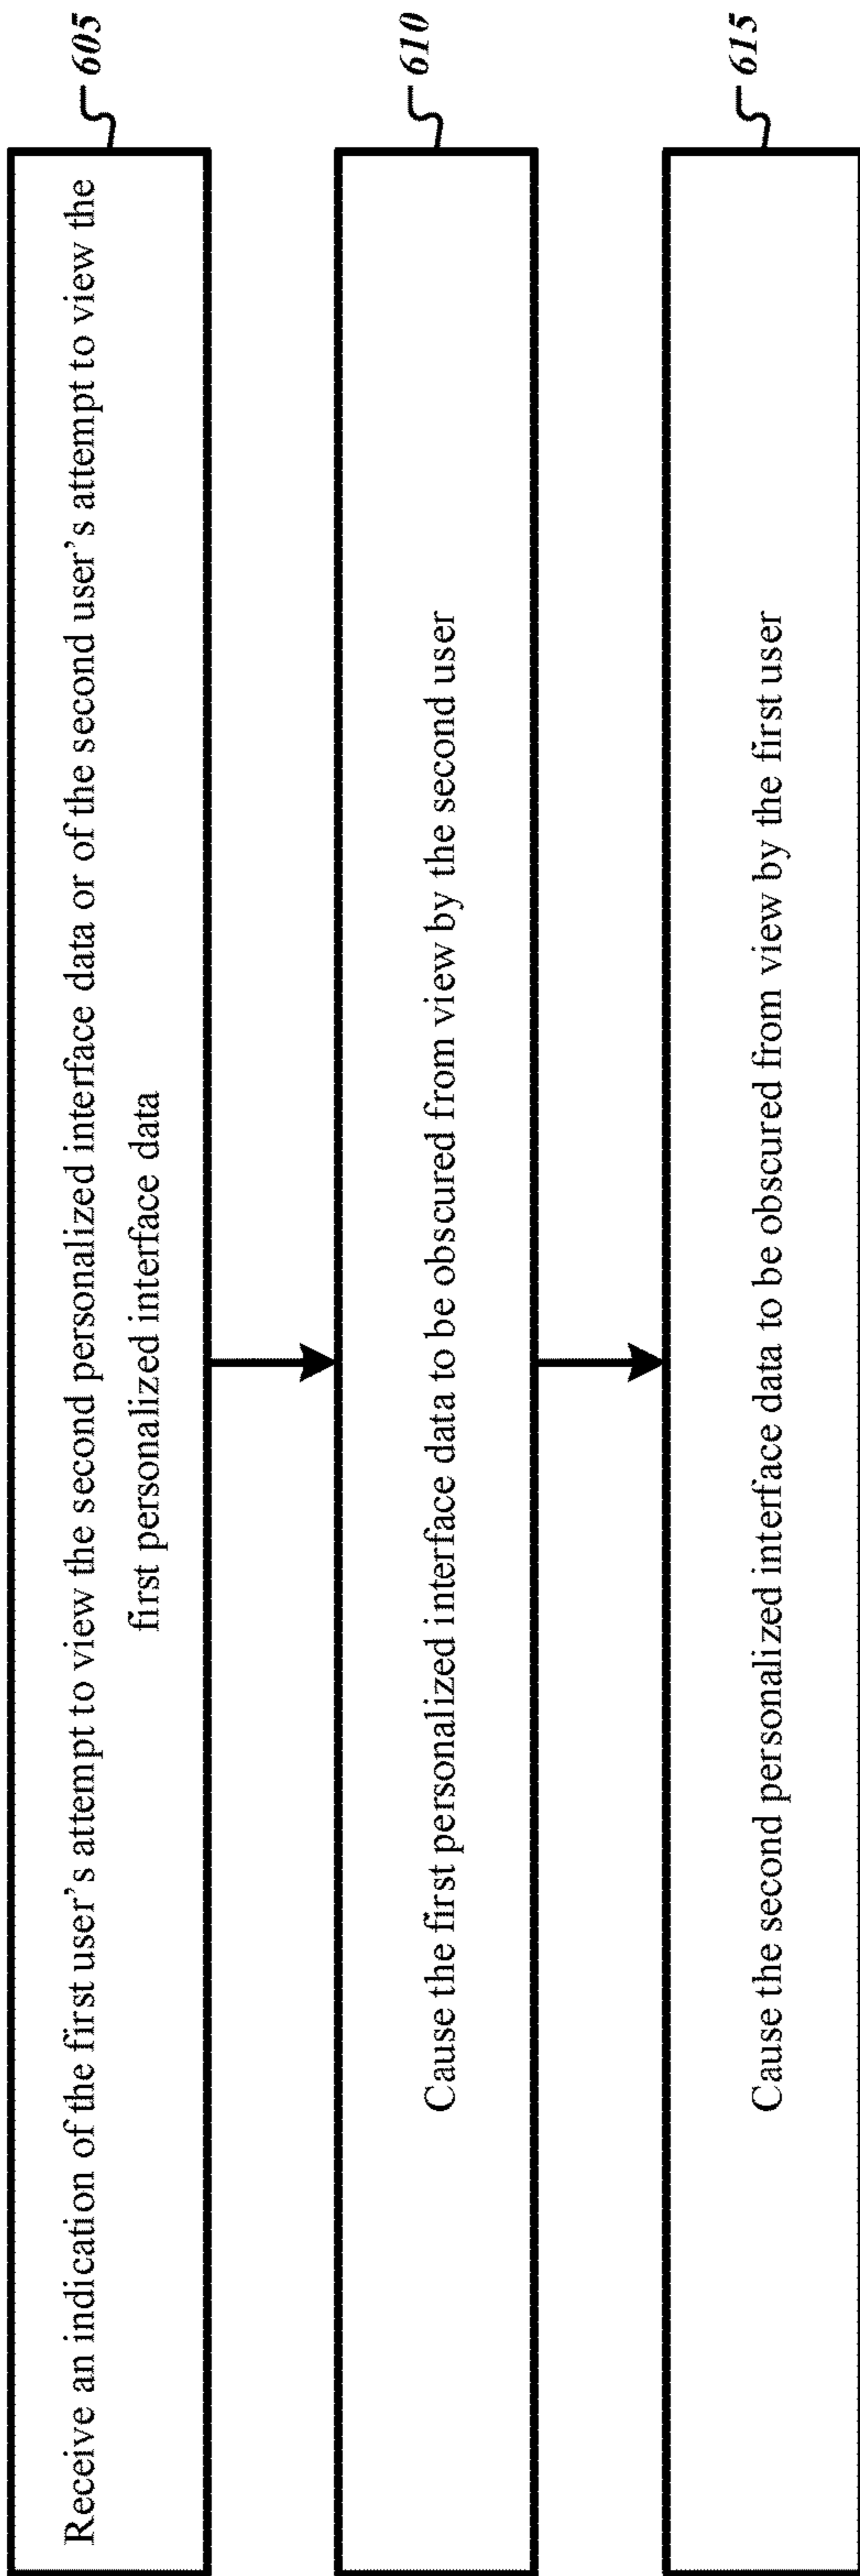 Receive an indication of the first user’s attempt to view the second personalized interface data or of the second user’s attempt to view the
first personalized interface data
605
Cause the first personalized interface data to be obscured from view by the second user
610
Cause the second personalized interface data to be obscured from view by the first user
615